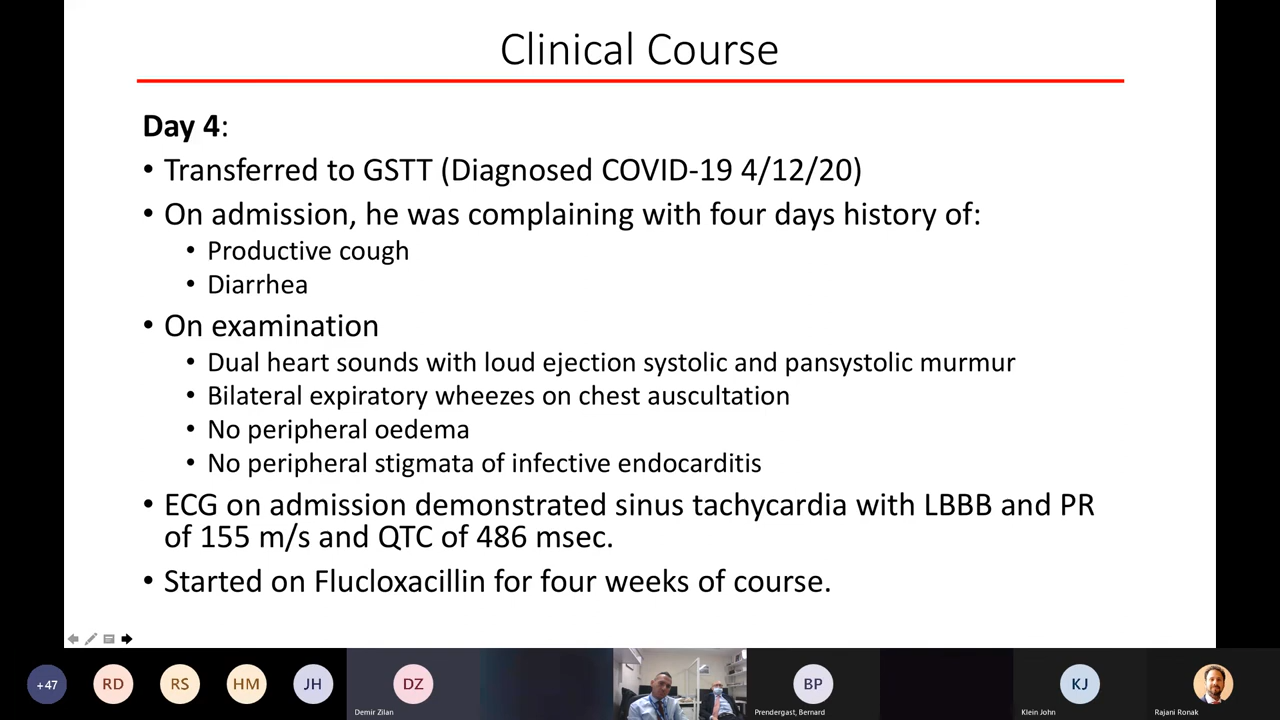 Clinical Course
Day 4:
• Transferred to GSTT (Diagnosed COVID-19 4/12/20)
• On admission, he was complaining with four days history of:
• Productive cough
• Diarrhea
• On examination
• Dual heart sounds with loud ejection systolic and pansystolic murmur
• Bilateral expiratory wheezes on chest auscultation
• No peripheral oedema
• No peripheral stigmata of infective endocarditis
• ECG on admission demonstrated sinus tachycardia with LBBB and PR
of 155 m/s and QTC of 486 msec.
• Started on Flucloxacillin for four weeks of course.
+47 RD RS HM JH DZ BP KJ
Demir Zilan Prendergast, Bernard Klein John Rajani Ronak